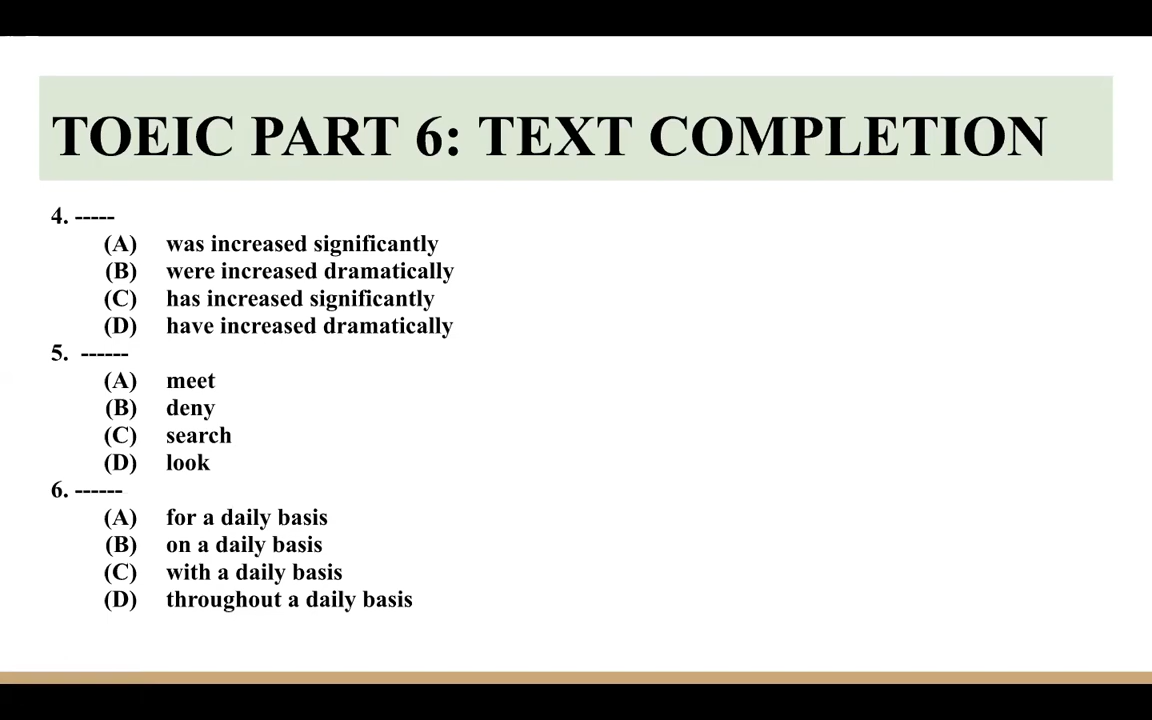 TOEIC PART 6: TEXT COMPLETION
4. -----
(A) was increased significantly
(B) were increased dramatically
(C) has increased significantly
(D) have increased dramatically
5. ------
(A) meet
(B) deny
(C) search
(D) look
6. ------
(A) for a daily basis
(B) on a daily basis
(C) with a daily basis
(D) throughout a daily basis